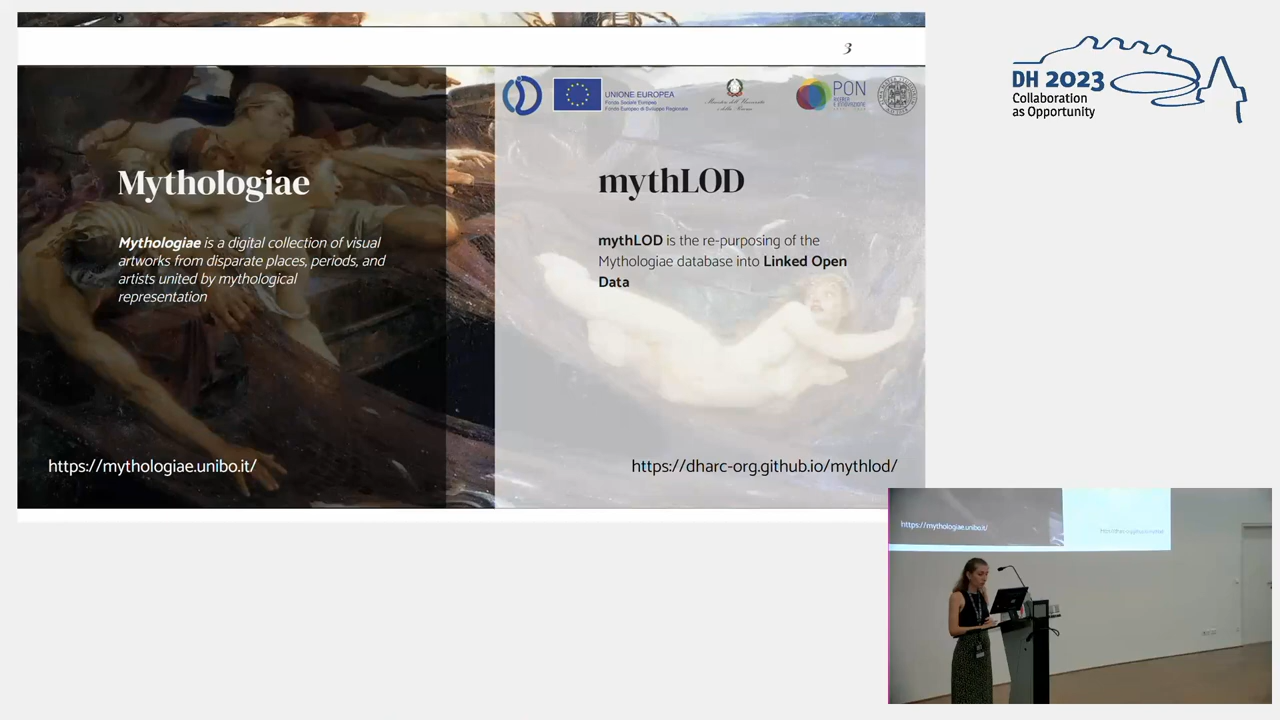 3
UNIONE EUROPEA
Fondo Sociale Europeo
Fondo Europeo di Sviluppo Regionale
PON
DH 2023
Collaboration
as Opportunity
Mythologiae
Mythologiae is a digital collection of visual
artworks from disparate places, periods, and
artists united by mythological
representation
https://mythologiae.unibo.it/
mythLOD
mythLOD is the re-purposing of the
Mythologiae database into Linked Open
Data
https://dharc-org.github.io/mythlod/
https://mythologiae.unibo.it/